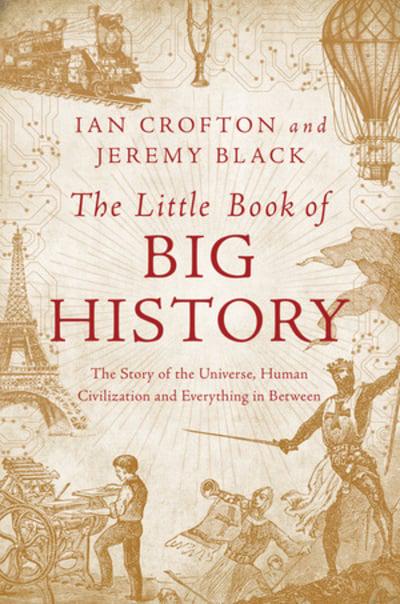 IAN CROFTON and
JEREMY BLACK
The Little Book of
BIG
HISTORY
The Story of the Universe, Human
Civilization and Everything in Between